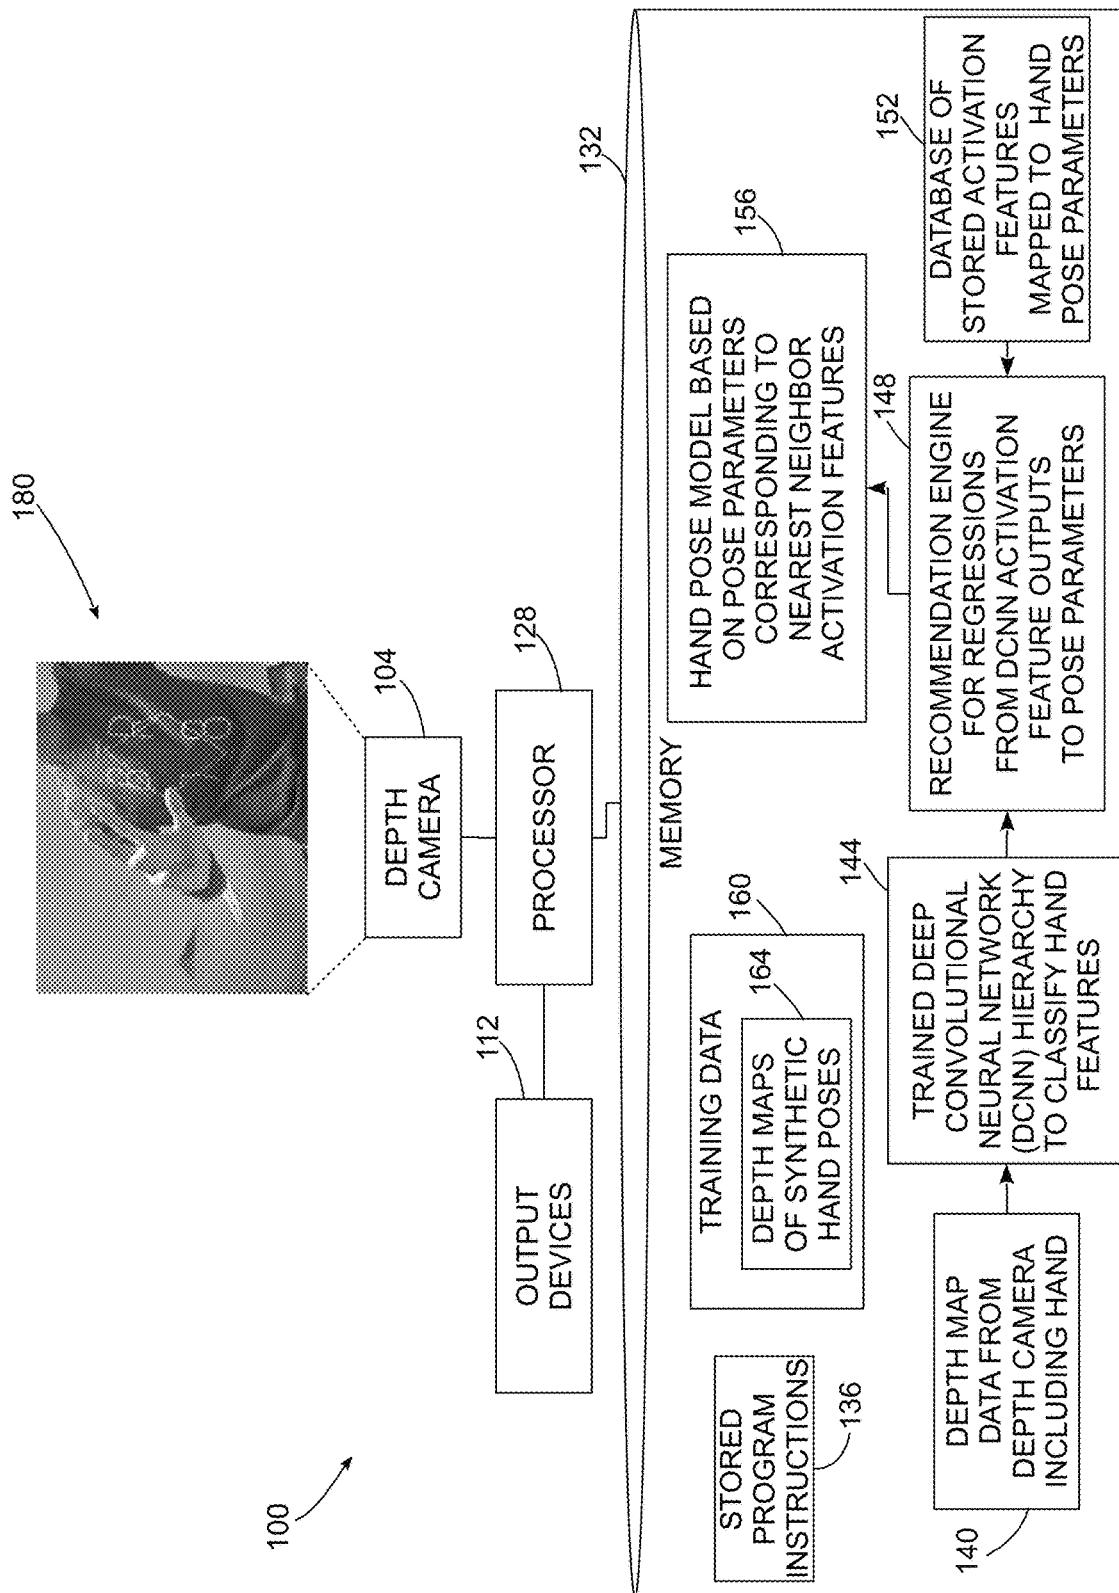 100
180
DEPTH
CAMERA
104
OUTPUT
DEVICES
112
PROCESSOR
128
132
MEMORY
STORED
PROGRAM
INSTRUCTIONS
136
TRAINING DATA
160
DEPTH MAPS
OF SYNTHETIC
HAND POSES
164
HAND POSE MODEL BASED
ON POSE PARAMETERS
CORRESPONDING TO
NEAREST NEIGHBOR
ACTIVATION FEATURES
156
DEPTH MAP
DATA FROM
DEPTH CAMERA
INCLUDING HAND
140
TRAINED DEEP
CONVOLUTIONAL
NEURAL NETWORK
(DCNN) HIERARCHY
TO CLASSIFY HAND
FEATURES
144
RECOMMENDATION ENGINE
FOR REGRESSIONS
FROM DCNN ACTIVATION
FEATURE OUTPUTS
TO POSE PARAMETERS
148
DATABASE OF
STORED ACTIVATION
FEATURES
MAPPED TO HAND
POSE PARAMETERS
152